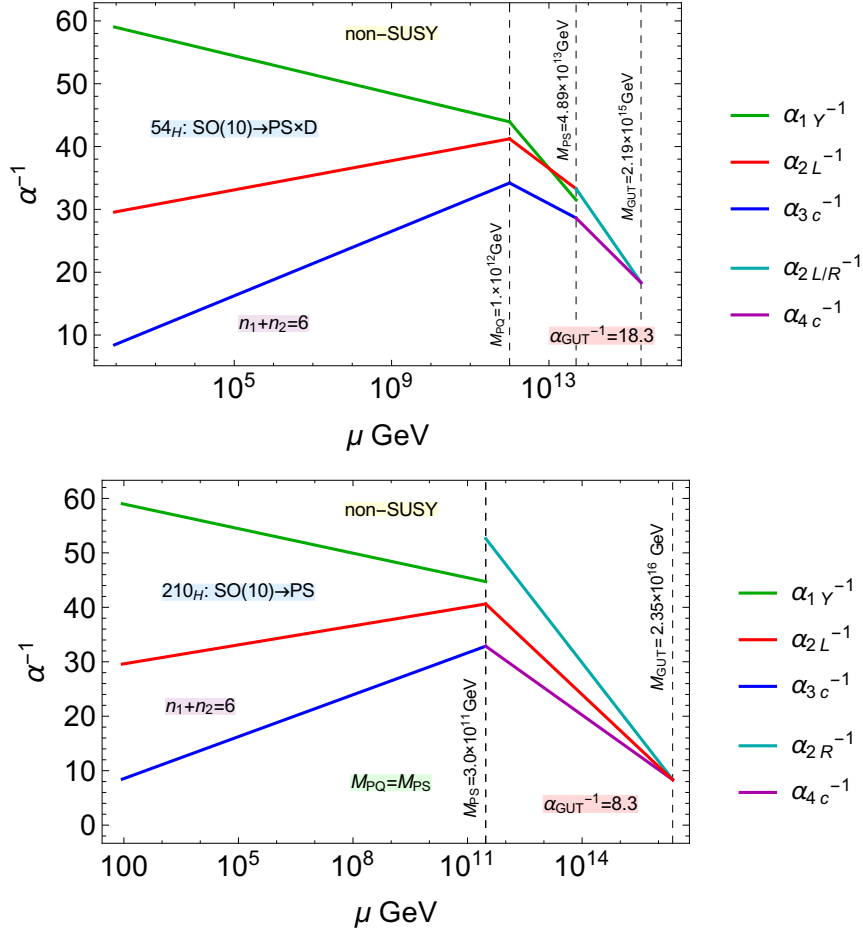 non−SUSY
54H: SO(10)→PS×D
n1+n2=6
MPQ=1.×10^12GeV
MPS=4.89×10^13GeV
MGUT=2.19×10^15GeV
αGUT^−1=18.3
α^−1
60
50
40
30
20
10
10^5
10^9
10^13
μ GeV
α1 Y^−1
α2 L^−1
α3 c^−1
α2 L/R^−1
α4 c^−1
non−SUSY
210H: SO(10)→PS
n1+n2=6
MPQ=MPS
MPS=3.0×10^11GeV
MGUT= 2.35×10^16 GeV
αGUT^−1=8.3
α^−1
60
50
40
30
20
10
0
100
10^5
10^8
10^11
10^14
μ GeV
α1 Y^−1
α2 L^−1
α3 c^−1
α2 R^−1
α4 c^−1